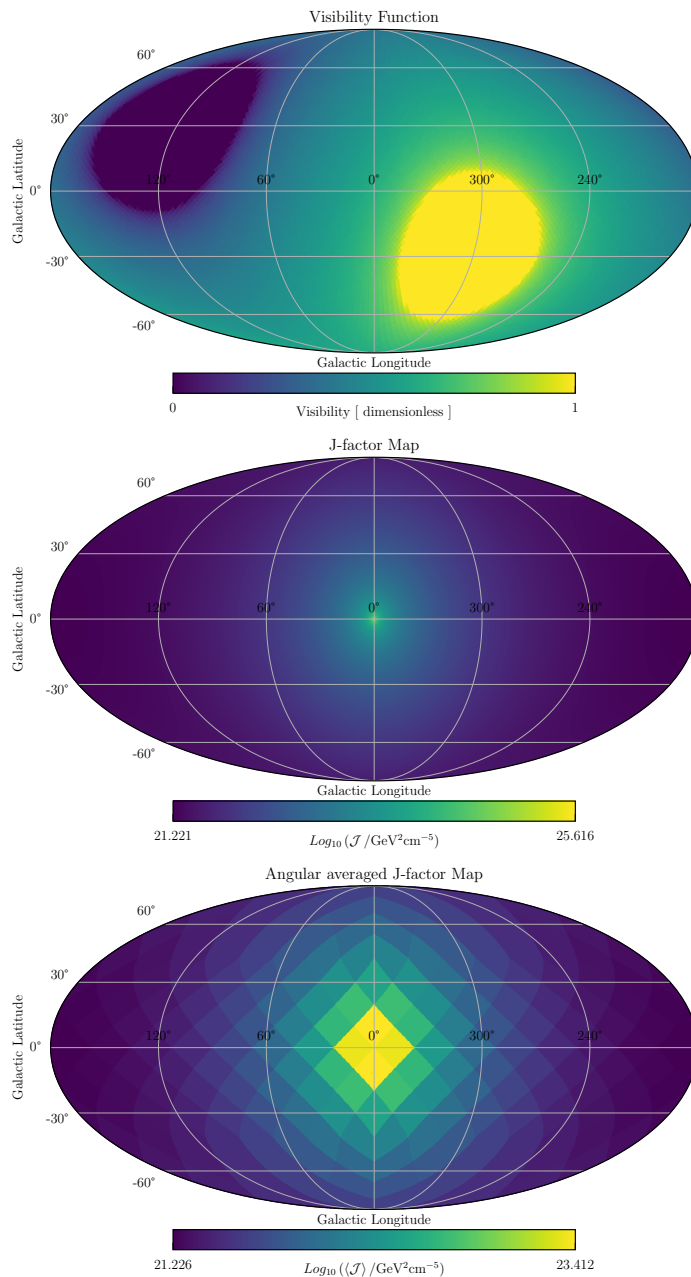 Visibility Function
60°
30°
Galactic Latitude
120° 60° 0° 300° 240°
0°
-30°
-60°
Galactic Longitude
0 1
Visibility [ dimensionless ]
J-factor Map
60°
30°
Galactic Latitude
120° 60° 0° 300° 240°
0°
-30°
-60°
Galactic Longitude
21.221 25.616
Log₁₀(𝒥/GeV²cm⁻⁵)
Angular averaged J-factor Map
60°
30°
Galactic Latitude
120° 60° 0° 300° 240°
0°
-30°
-60°
Galactic Longitude
21.226 23.412
Log₁₀(⟨𝒥⟩/GeV²cm⁻⁵)